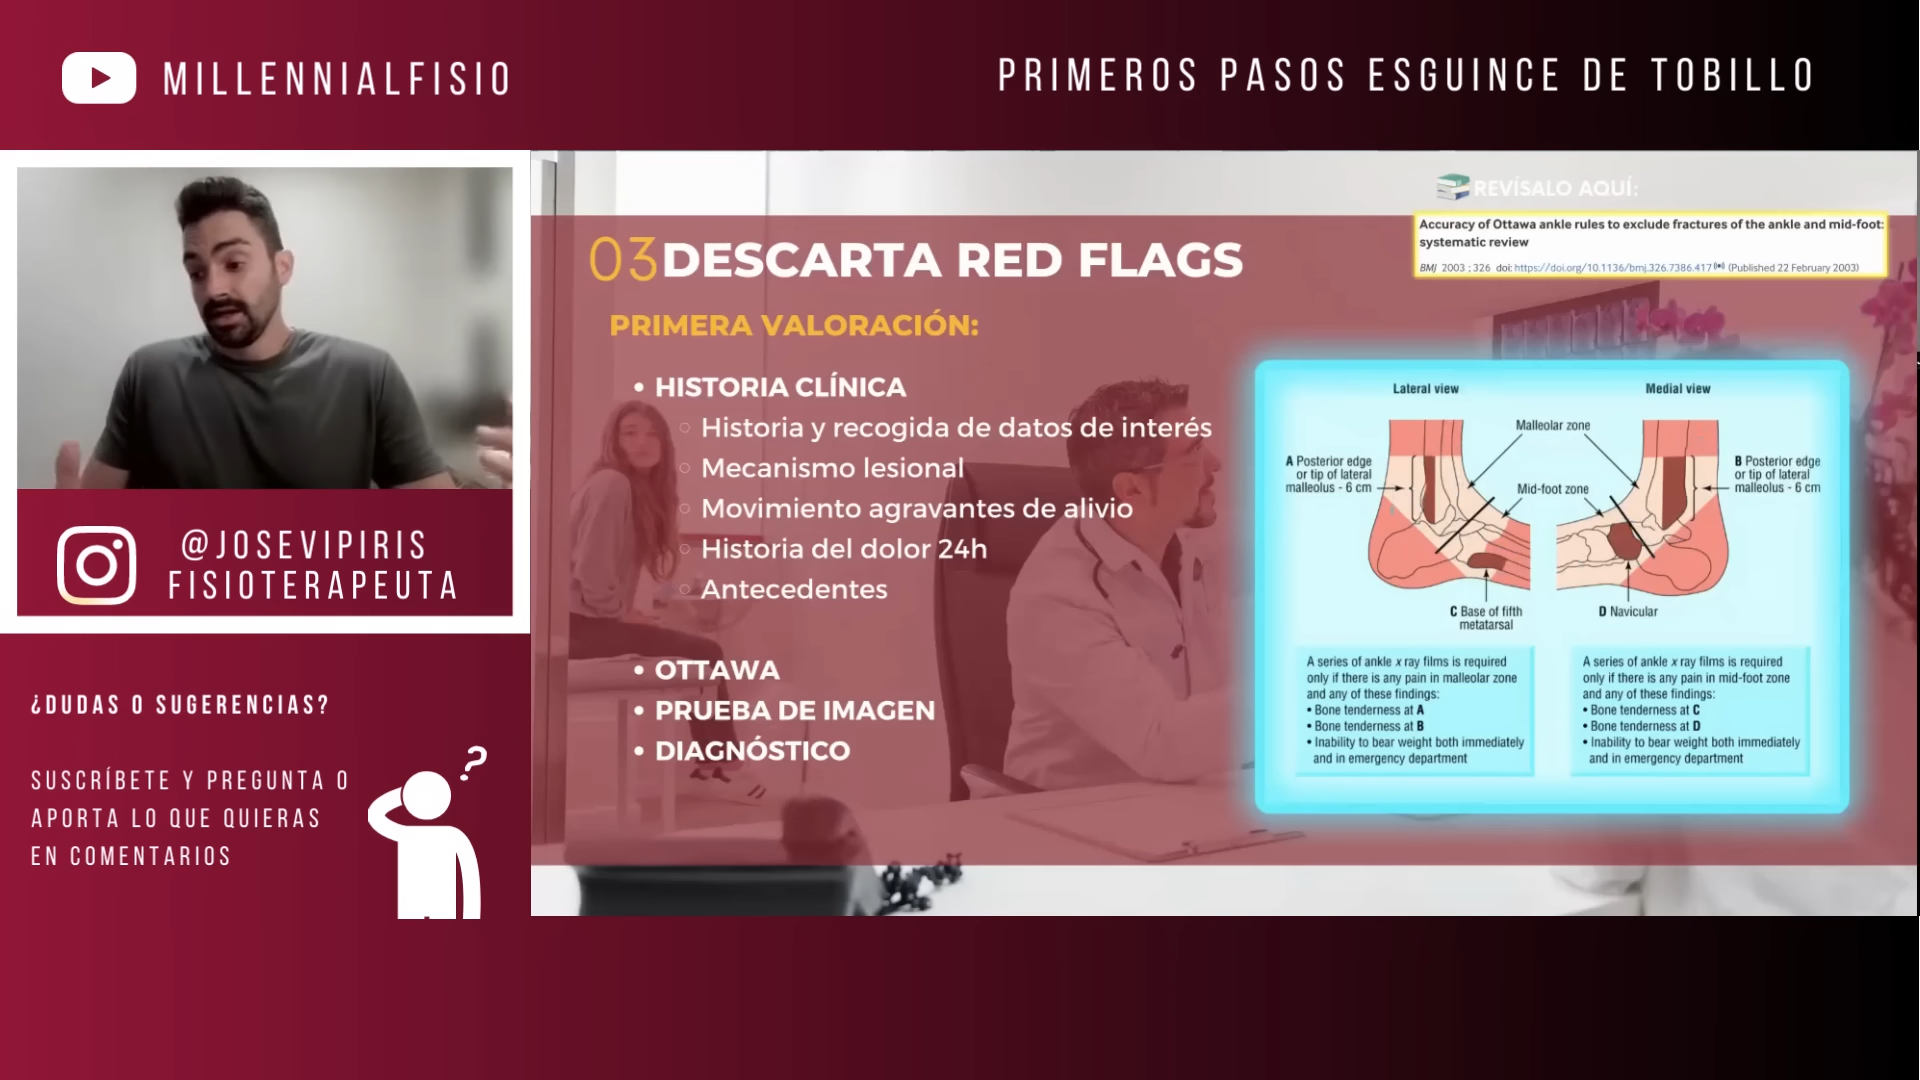 MILLENNIALFISIO
PRIMEROS PASOS ESGUINCE DE TOBILLO
@JOSEVIPIRIS
FISIOTERAPEUTA
¿DUDAS O SUGERENCIAS?
SUSCRÍBETE Y PREGUNTA O
APORTA LO QUE QUIERAS
EN COMENTARIOS
?
REVÍSALO AQUÍ:
Accuracy of Ottawa ankle rules to exclude fractures of the ankle and mid-foot:
systematic review
BMJ 2003 ; 326 doi: https://doi.org/10.1136/bmj.326.7386.417 (Published 22 February 2003)
03 DESCARTA RED FLAGS
PRIMERA VALORACIÓN:
• HISTORIA CLÍNICA
○ Historia y recogida de datos de interés
○ Mecanismo lesional
○ Movimiento agravantes de alivio
○ Historia del dolor 24h
○ Antecedentes
• OTTAWA
• PRUEBA DE IMAGEN
• DIAGNÓSTICO
Lateral view
Medial view
Malleolar zone
A Posterior edge
or tip of lateral
malleolus - 6 cm
B Posterior edge
or tip of lateral
malleolus - 6 cm
Mid-foot zone
C Base of fifth
metatarsal
D Navicular
A series of ankle x ray films is required
only if there is any pain in malleolar zone
and any of these findings:
• Bone tenderness at A
• Bone tenderness at B
• Inability to bear weight both immediately
and in emergency department
A series of ankle x ray films is required
only if there is any pain in mid-foot zone
and any of these findings:
• Bone tenderness at C
• Bone tenderness at D
• Inability to bear weight both immediately
and in emergency department